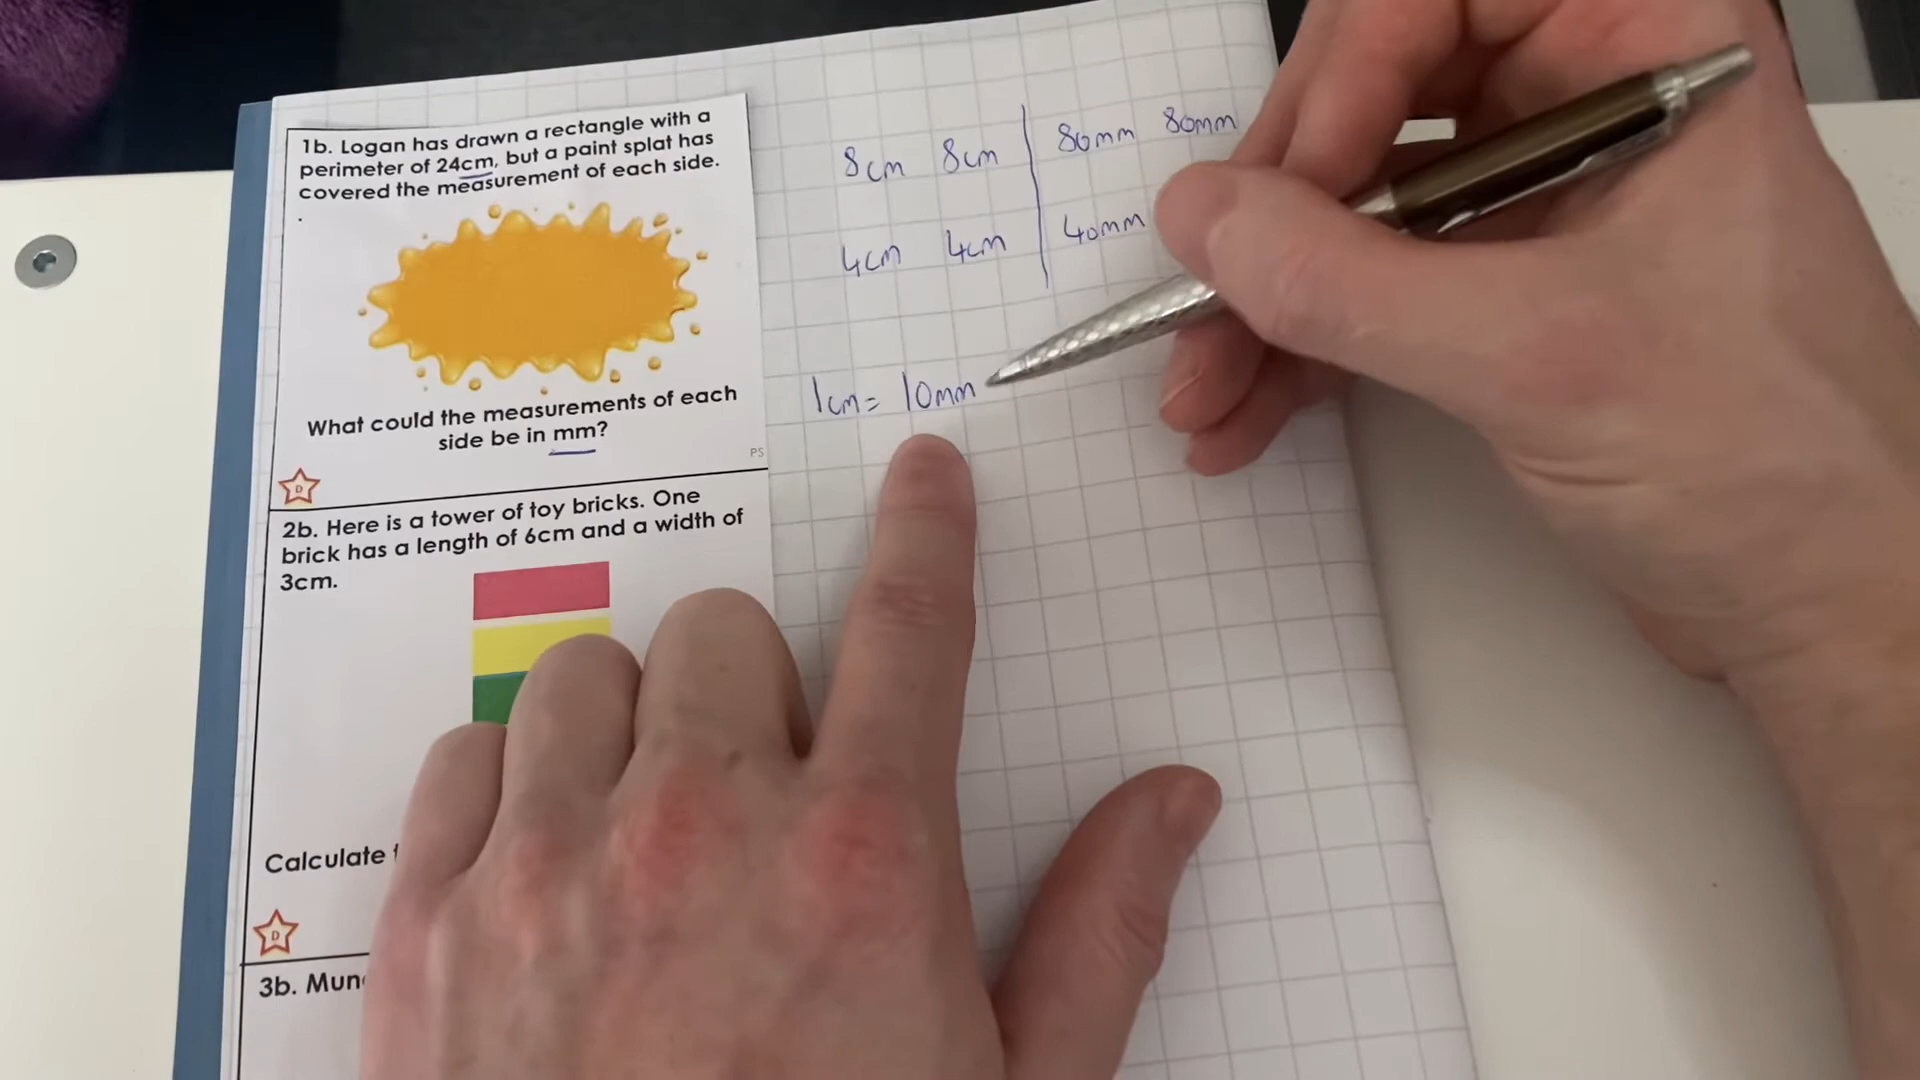 1b. Logan has drawn a rectangle with a
perimeter of 24cm, but a paint splat has
covered the measurement of each side.
.
What could the measurements of each
side be in mm?
PS
D
2b. Here is a tower of toy bricks. One
brick has a length of 6cm and a width of
3cm.
Calculate
D
3b.
8cm 8cm 80mm 80mm
4cm 4cm 40mm
1cm = 10mm